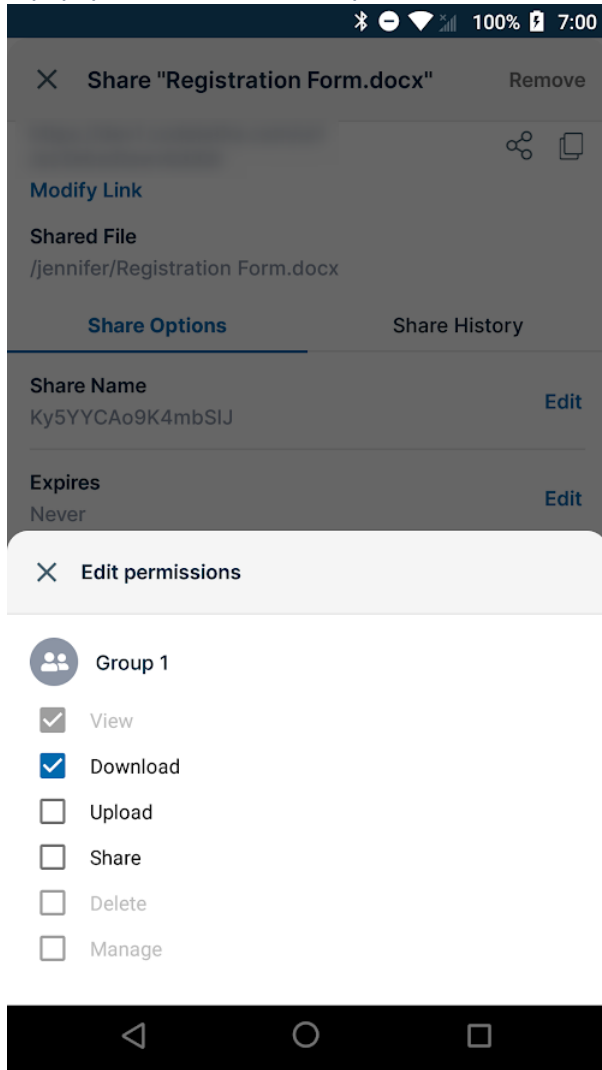 100% 7:00
Share "Registration Form.docx" Remove
Modify Link
Shared File
/jennifer/Registration Form.docx
Share Options Share History
Share Name
Edit
Expires
Never
Edit
Edit permissions
Group 1
View
Download
Upload
Share
Delete
Manage